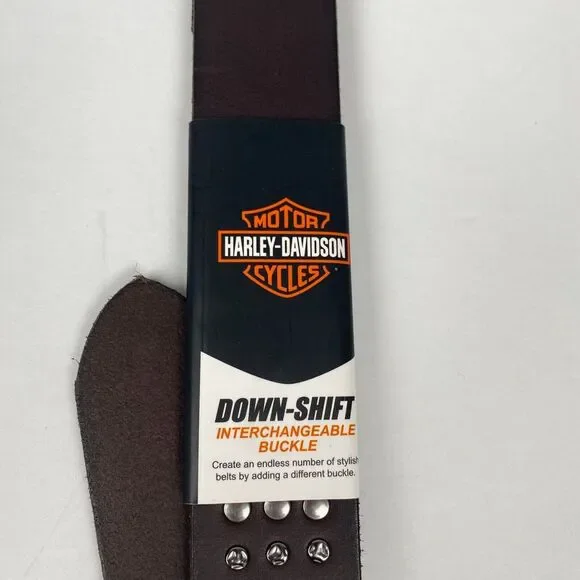 MOTOR
HARLEY-DAVIDSON
CYCLES
DOWN-SHIFT
INTERCHANGEABLE
BUCKLE
Create an endless number of stylish
belts by adding a different buckle.